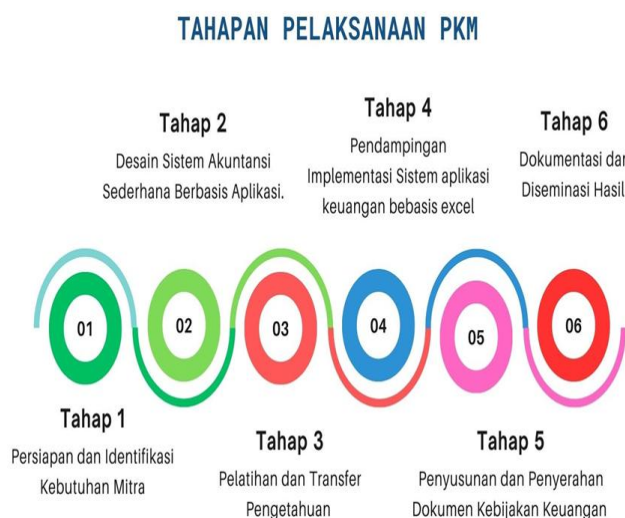 TAHAPAN PELAKSANAAN PKM
Tahap 2
Desain Sistem Akuntansi
Sederhana Berbasis Aplikasi.
Tahap 4
Pendampingan
Implementasi Sistem aplikasi
keuangan bebasis excel
Tahap 6
Dokumentasi dan
Diseminasi Hasil
01
02
03
04
05
06
Tahap 1
Persiapan dan Identifikasi
Kebutuhan Mitra
Tahap 3
Pelatihan dan Transfer
Pengetahuan
Tahap 5
Penyusunan dan Penyerahan
Dokumen Kebijakan Keuangan